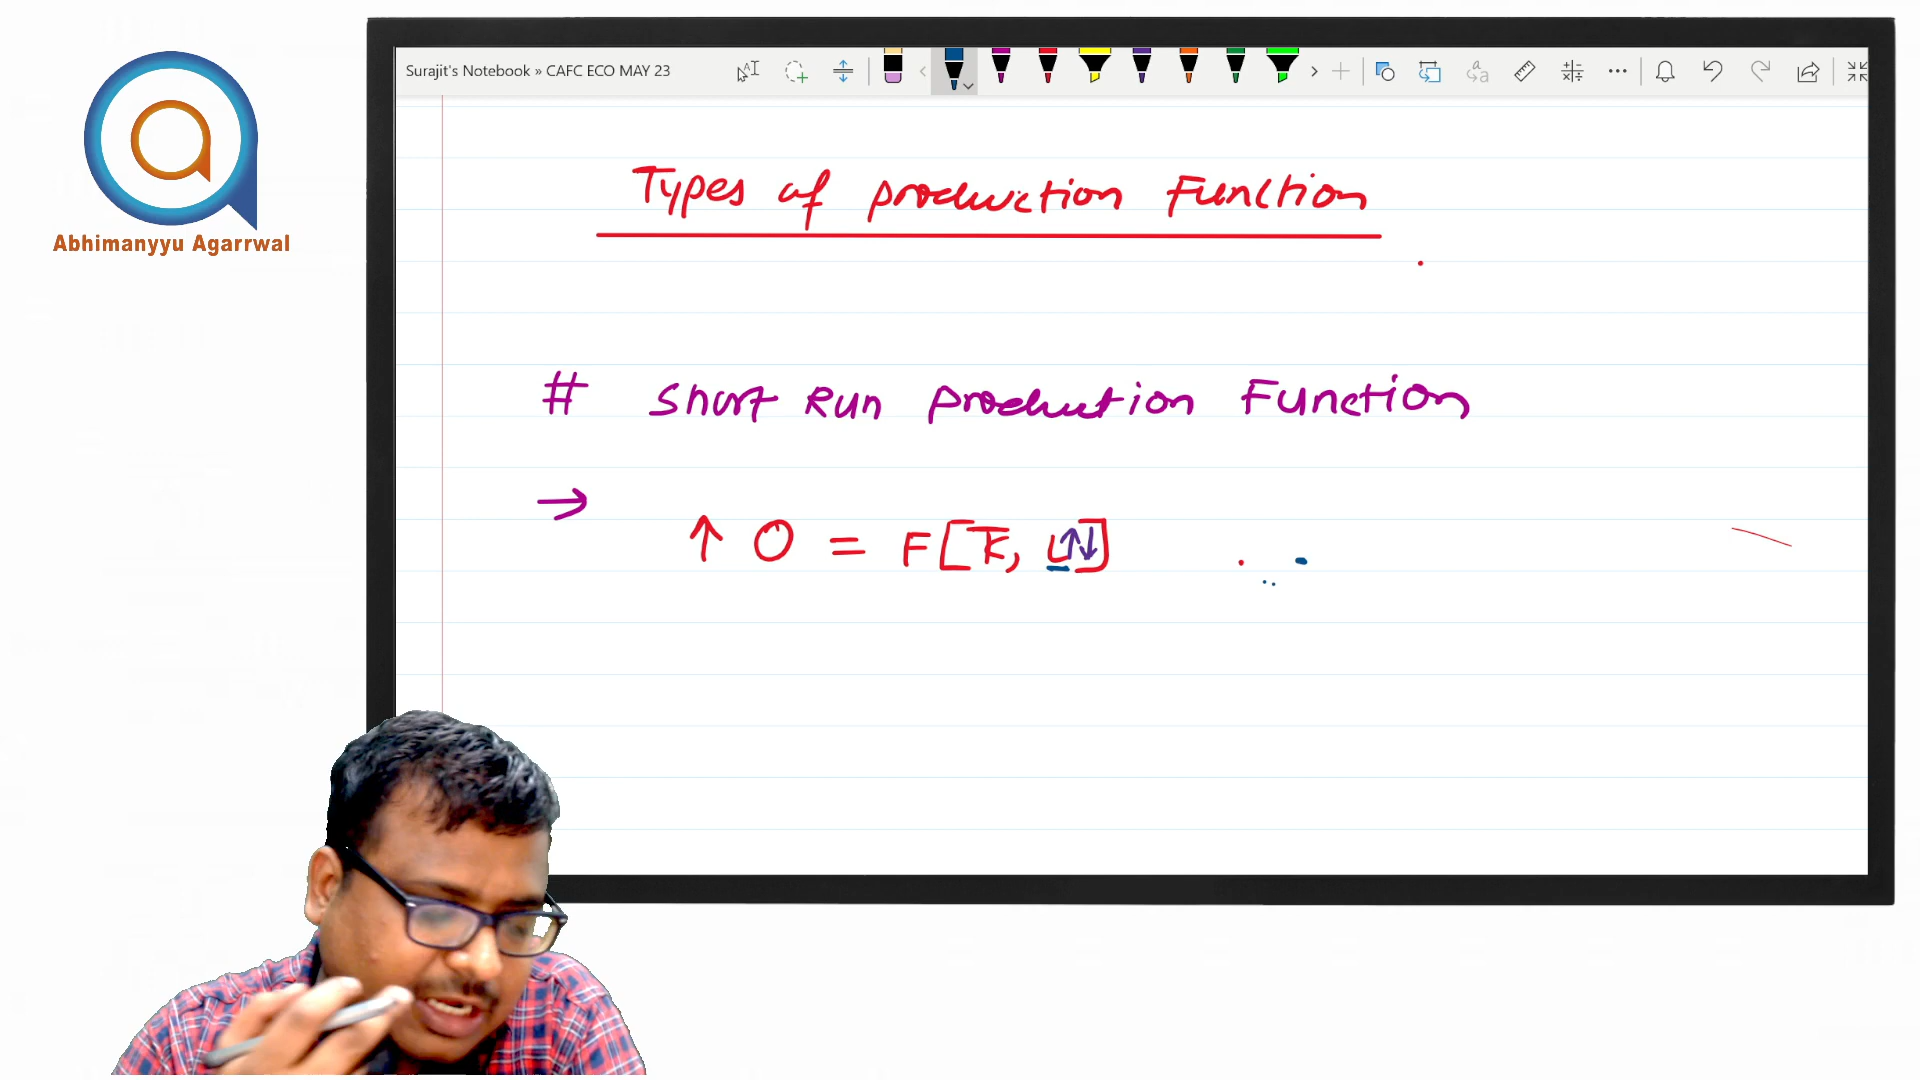 Surajit's Notebook » CAFC ECO MAY 23
Abhimanyyu Agarrwal
Types of production Function
# Short Run Production Function
→ ↑ O = F[K̅, L↑↓]